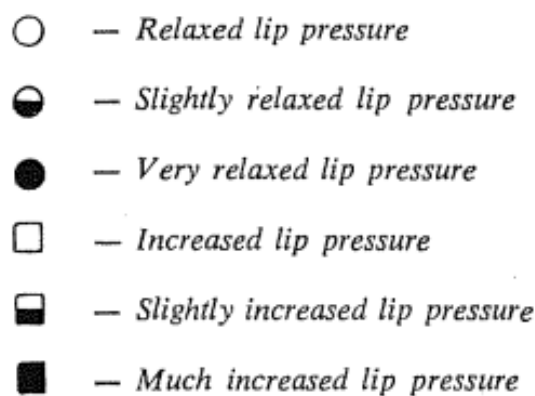 — Relaxed lip pressure
— Slightly relaxed lip pressure
— Very relaxed lip pressure
— Increased lip pressure
— Slightly increased lip pressure
— Much increased lip pressure